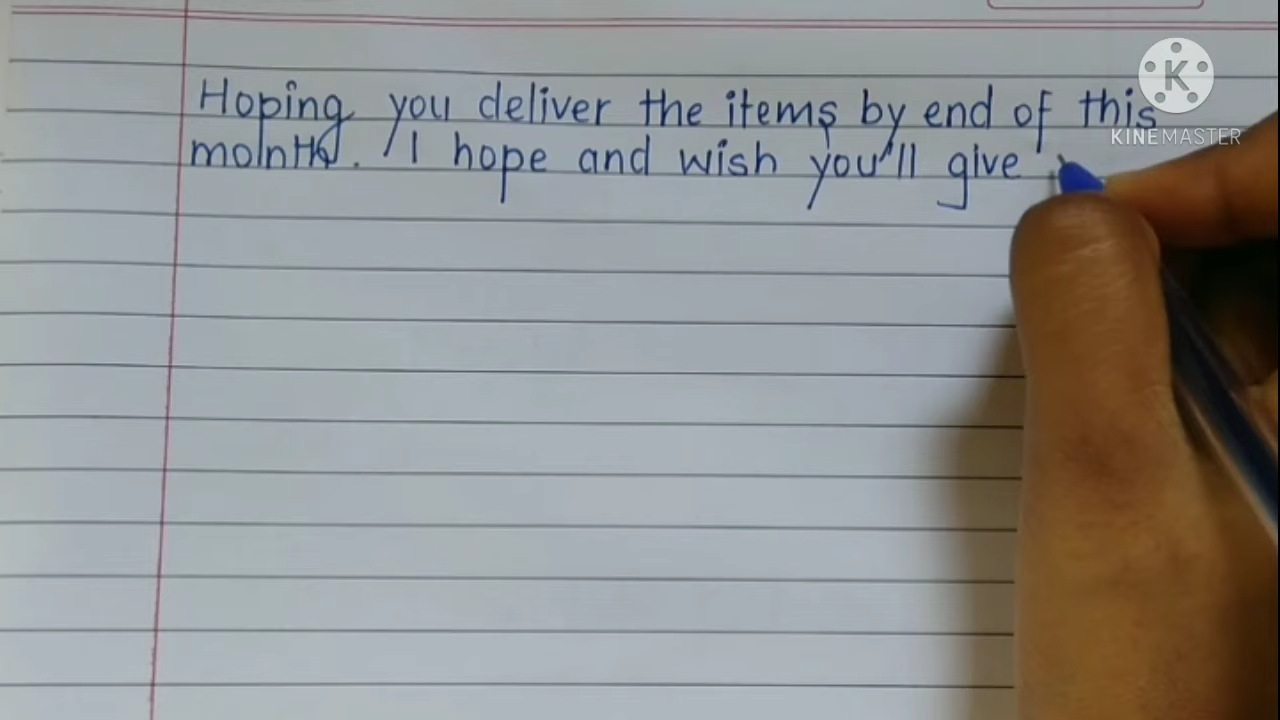 Hoping you deliver the items by end of this
month. I hope and wish you'll give
KINEMASTER